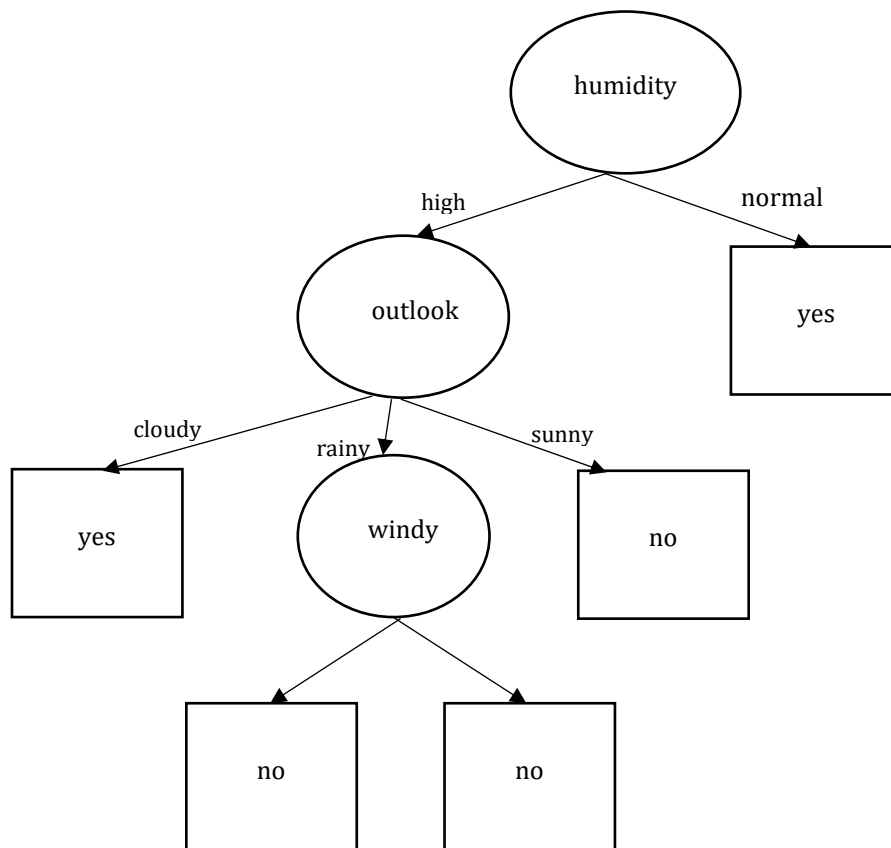 humidity
high
normal
outlook
yes
cloudy
rainy
sunny
yes
windy
no
no
no